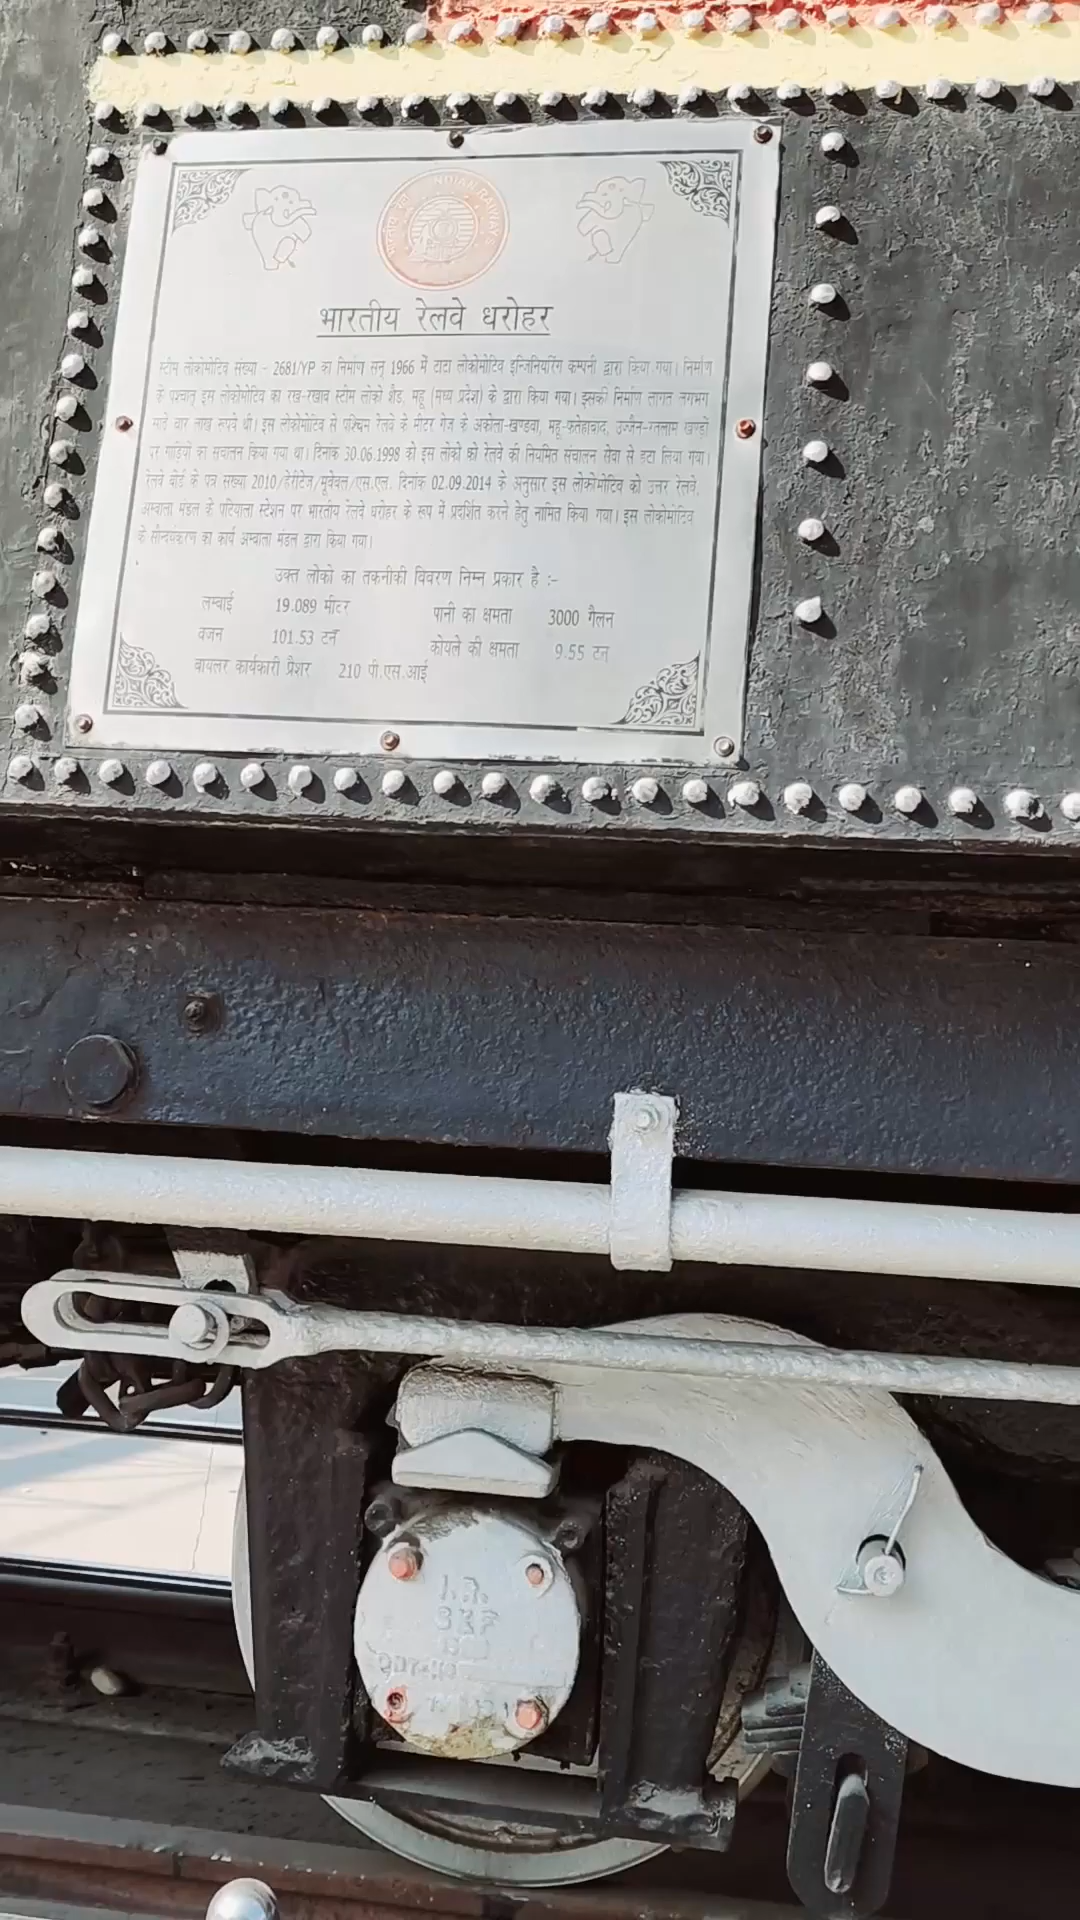 INDIAN RAILWAYS
भारतीय रेलवे धरोहर
स्टीम लोकोमोटिव संख्या - 2681/YP का निर्माण सन् 1966 में टाटा लोकोमोटिव इन्जिनियरिंग कम्पनी द्वारा किया गया। निर्माण
के पश्चात् इस लोकोमोटिव का रख-रखाव स्टीम लोको शैड, महू (मध्य प्रदेश) के द्वारा किया गया। इसकी निर्माण लागत लगभग
साढे चार लाख रूपये थी। इस लोकोमोटिव से पश्चिम रेलवे के मीटर गेज के अकोला-खण्डवा, महू-फतेहाबाद, उज्जैन-रतलाम खण्डों
पर गाडियों का संचालन किया गया था। दिनांक 30.06.1998 को इस लोको को रेलवे की नियमित संचालन सेवा से हटा लिया गया।
रेलवे बोर्ड के पत्र संख्या 2010/हेरीटेज/मूवेबल/एस.एल. दिनांक 02.09.2014 के अनुसार इस लोकोमोटिव को उत्तर रेलवे,
अम्बाला मंडल के पटियाला स्टेशन पर भारतीय रेलवे धरोहर के रूप में प्रदर्शित करने हेतु नामित किया गया। इस लोकोमोटिव
के सौन्दर्यकरण का कार्य अम्बाला मंडल द्वारा किया गया।
उक्त लोको का तकनीकी विवरण निम्न प्रकार है :-
लम्बाई 19.089 मीटर पानी का क्षमता 3000 गैलन
वजन 101.53 टन कोयले की क्षमता 9.55 टन
बायलर कार्यकारी प्रैशर 210 पी.एस.आई